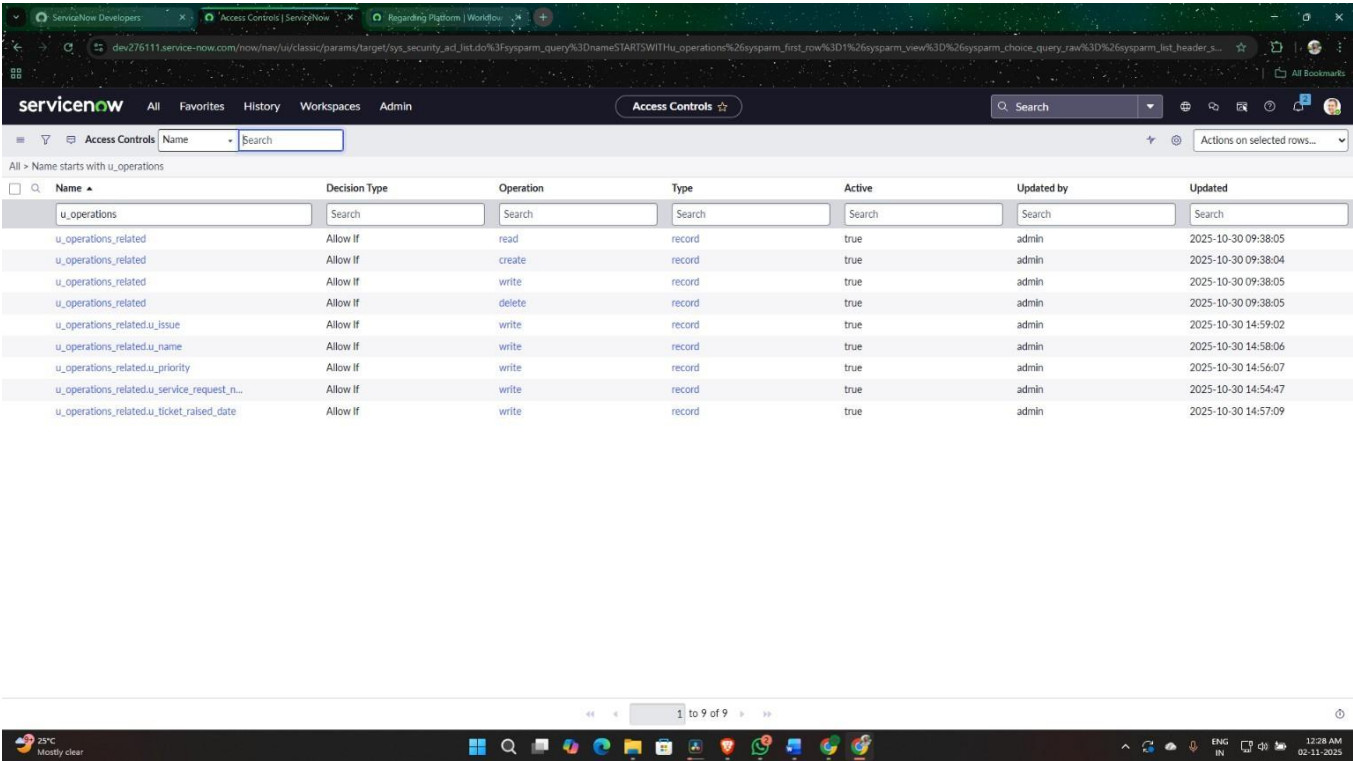 ServiceNow Developers
Access Controls | ServiceNow
Regarding Platform | Workflow
dev276111.service-now.com/now/nav/ui/classic/params/target/sys_security_acl_list.do%3Fsysparm_query%3DnameSTARTSWITHu_operations%26sysparm_first_row%3D1%26sysparm_view%3D%26sysparm_choice_query_raw%3D%26sysparm_list_header_s...
All Bookmarks
servicenow All Favorites History Workspaces Admin Access Controls Search 2
Access Controls Name Search Actions on selected rows...
All > Name starts with u_operations
Name Decision Type Operation Type Active Updated by Updated
u_operations Search Search Search Search Search Search
u_operations_related Allow If read record true admin 2025-10-30 09:38:05
u_operations_related Allow If create record true admin 2025-10-30 09:38:04
u_operations_related Allow If write record true admin 2025-10-30 09:38:05
u_operations_related Allow If delete record true admin 2025-10-30 09:38:05
u_operations_related.u_issue Allow If write record true admin 2025-10-30 14:59:02
u_operations_related.u_name Allow If write record true admin 2025-10-30 14:58:06
u_operations_related.u_priority Allow If write record true admin 2025-10-30 14:56:07
u_operations_related.u_service_request_n... Allow If write record true admin 2025-10-30 14:54:47
u_operations_related.u_ticket_raised_date Allow If write record true admin 2025-10-30 14:57:09
1 to 9 of 9
25°C
Mostly clear
2
ENG
IN
12:28 AM
02-11-2025